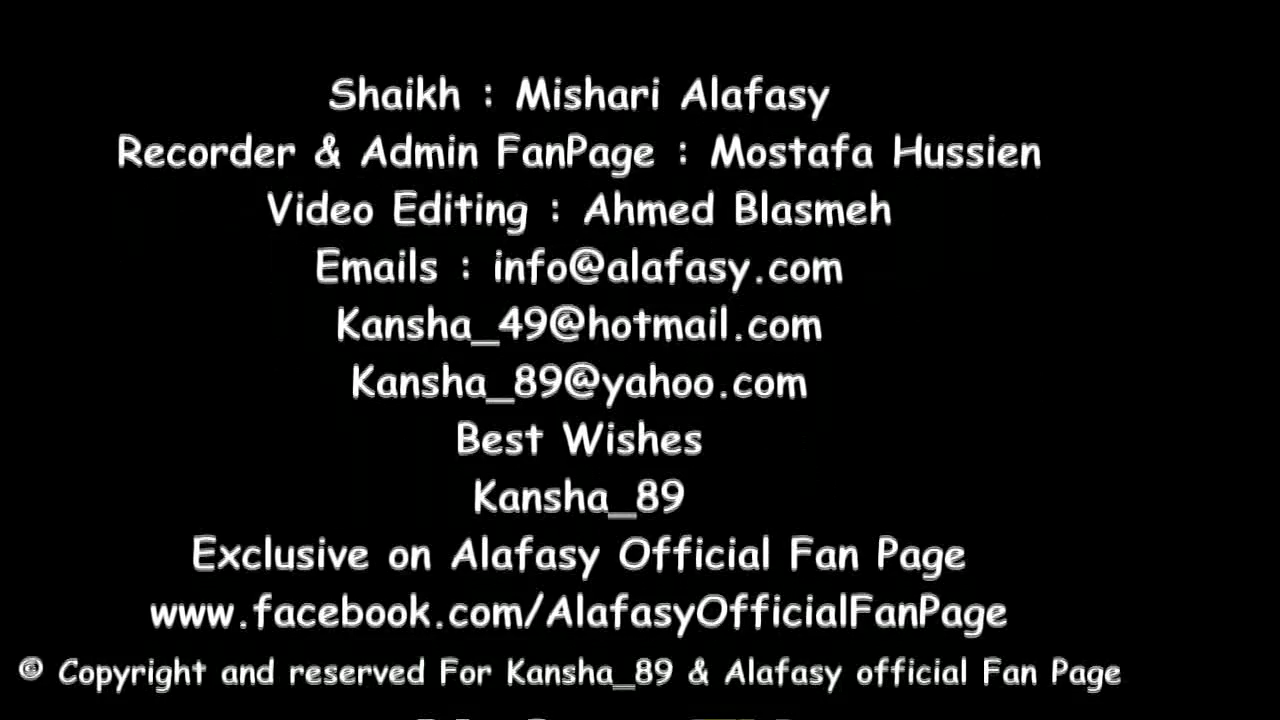 Shaikh : Mishari Alafasy
Recorder & Admin FanPage : Mostafa Hussien
Video Editing : Ahmed Blasmeh
Emails : info@alafasy.com
Kansha_49@hotmail.com
Kansha_89@yahoo.com
Best Wishes
Kansha_89
Exclusive on Alafasy Official Fan Page
www.facebook.com/AlafasyOfficialFanPage
© Copyright and reserved For Kansha_89 & Alafasy official Fan Page